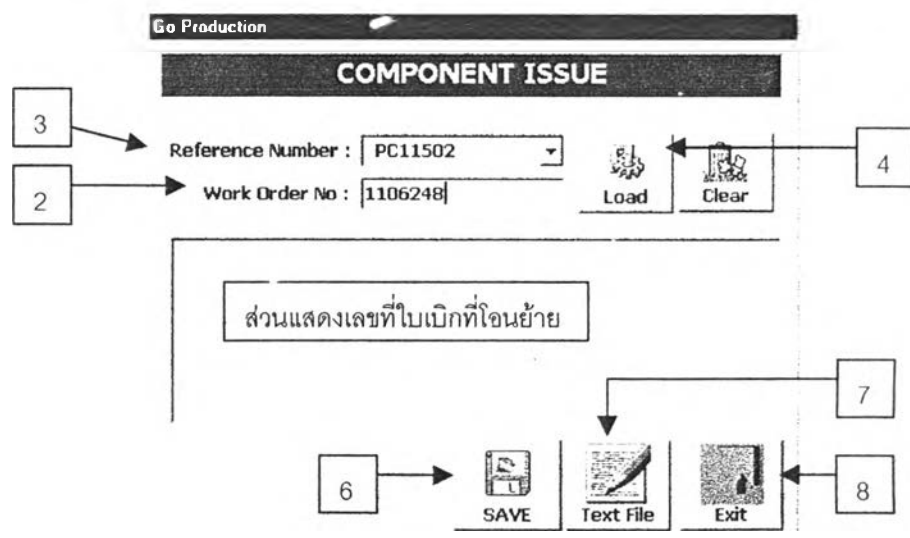 Go Production
COMPONENT ISSUE
3
Reference Number : PC11502
4
2
Work Order No : 1106248
Load
Clear
ส่วนแสดงเลขที่ใบเบิกที่โอนย้าย
7
6
8
SAVE
Text File
Exit